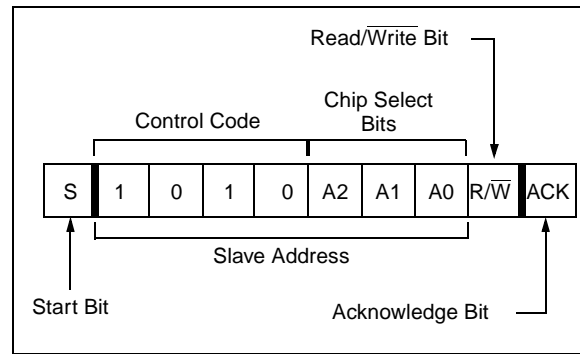 Read/Write Bit
Chip Select
Bits
Control Code
S 1 0 1 0 A2 A1 A0 R/W ACK
Slave Address
Start Bit
Acknowledge Bit